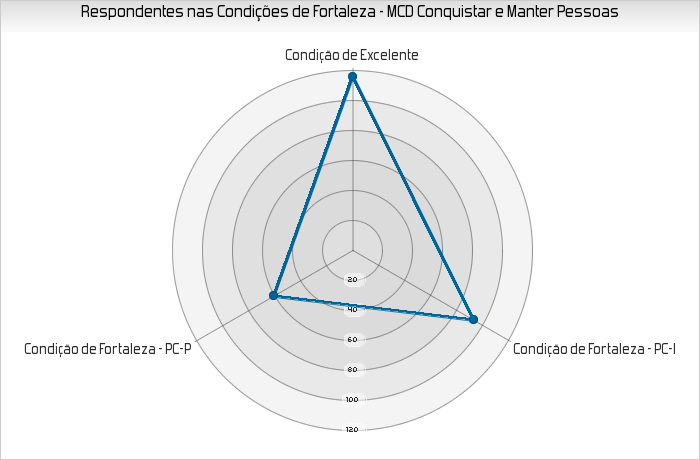 Respondentes nas Condições de Fortaleza - MCD Conquistar e Manter Pessoas
Condição de Excelente
20
40
60
80
100
120
Condição de Fortaleza - PC-P
Condição de Fortaleza - PC-I